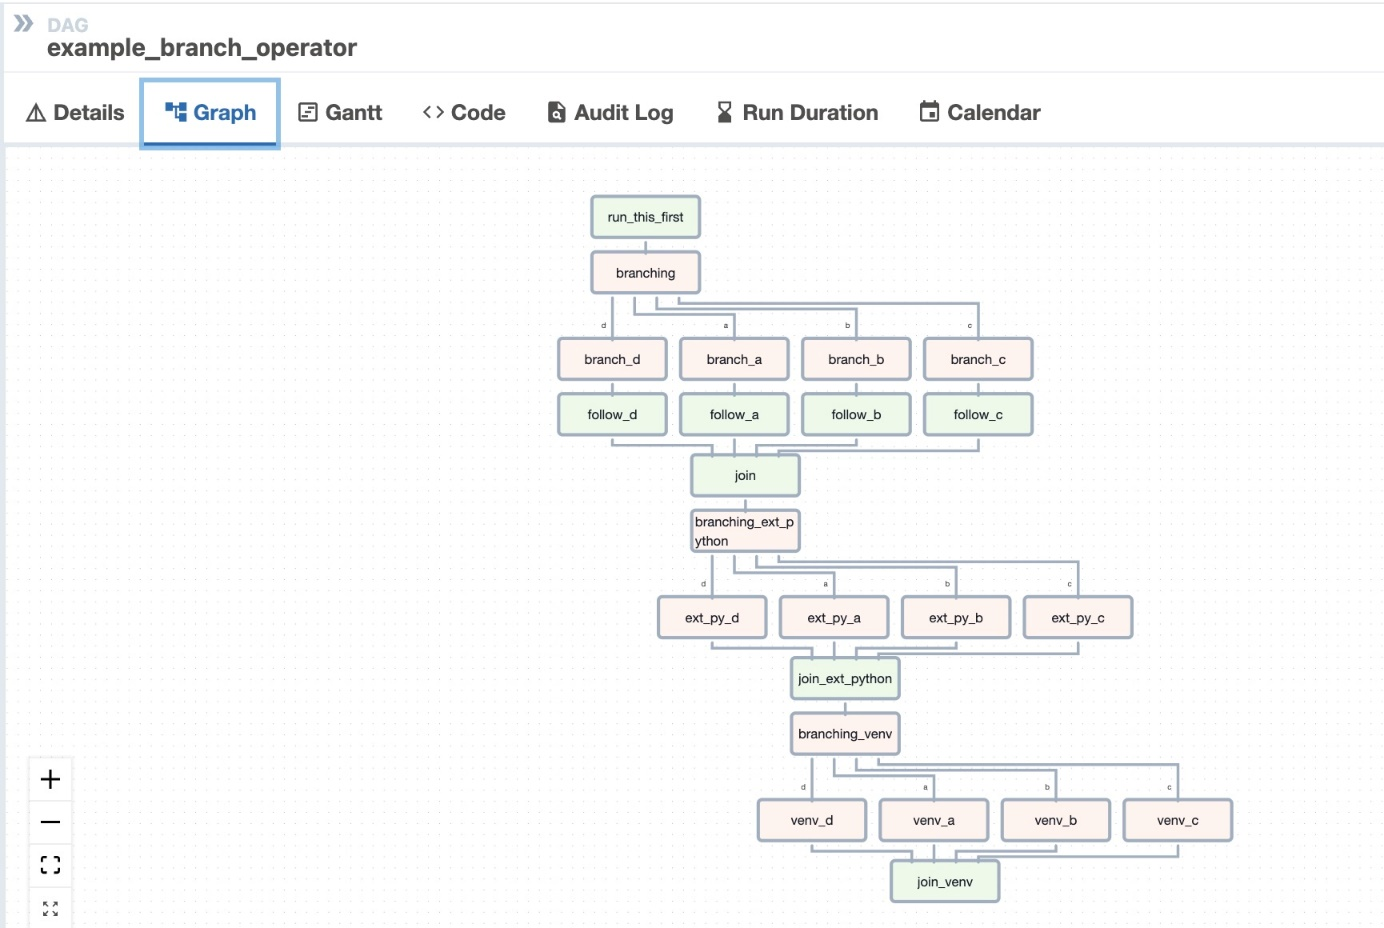 DAG
example_branch_operator
Details
Graph
Gantt
Code
Audit Log
Run Duration
Calendar
run_this_first
branching
d
a
b
c
branch_d
branch_a
branch_b
branch_c
follow_d
follow_a
follow_b
follow_c
join
branching_ext_p
ython
d
a
b
c
ext_py_d
ext_py_a
ext_py_b
ext_py_c
join_ext_python
branching_venv
d
a
b
c
venv_d
venv_a
venv_b
venv_c
join_venv